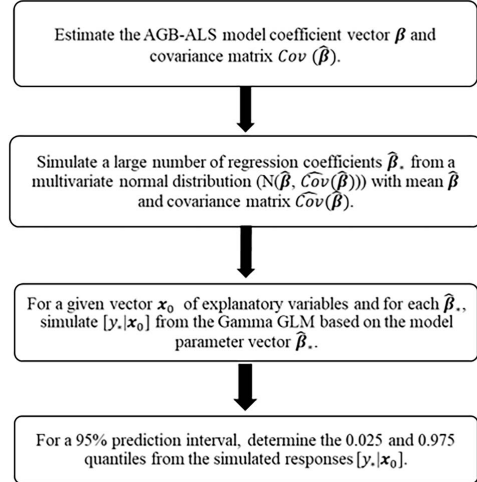 Estimate the AGB-ALS model coefficient vector β and
covariance matrix Cov (β̂).
Simulate a large number of regression coefficients β̂* from a
multivariate normal distribution (N(β̂, Ĉov(β̂))) with mean β̂
and covariance matrix Ĉov(β̂).
For a given vector x₀ of explanatory variables and for each β̂*,
simulate [y*|x₀] from the Gamma GLM based on the model
parameter vector β̂*.
For a 95% prediction interval, determine the 0.025 and 0.975
quantiles from the simulated responses [y*|x₀].